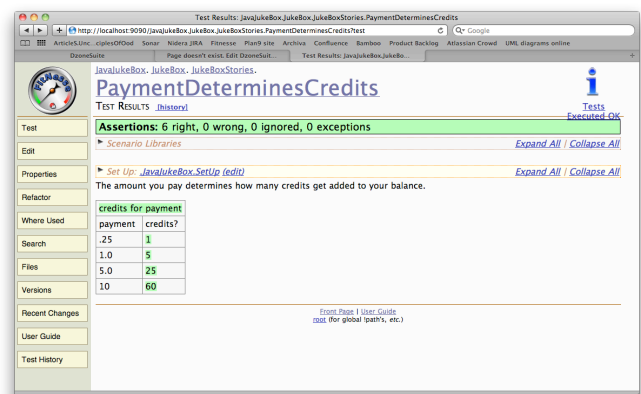 Test Results: JavaJukeBox.JukeBox.JukeBoxStories.PaymentDeterminesCredits
http://localhost:9090/JavaJukeBox.JukeBox.JukeBoxStories.PaymentDeterminesCredits?test
Google
ArticleS.Unc...ciplesOfOod Sonar Nidera JIRA Fitnesse Plan9 site Archiva Confluence Bamboo Product Backlog Atlassian Crowd UML diagrams online
DzoneSuite
Page doesn't exist. Edit DzoneSuit...
Test Results: JavaJukeBox.JukeBo...
JavaJukeBox. JukeBox. JukeBoxStories.
PaymentDeterminesCredits
TEST RESULTS [history]
Tests
Executed OK
Assertions: 6 right, 0 wrong, 0 ignored, 0 exceptions
Scenario Libraries
Expand All | Collapse All
Set Up: .JavaJukeBox.SetUp (edit)
Expand All | Collapse All
The amount you pay determines how many credits get added to your balance.
credits for payment
payment credits?
.25 1
1.0 5
5.0 25
10 60
Front Page | User Guide
root (for global !path's, etc.)
Test
Edit
Properties
Refactor
Where Used
Search
Files
Versions
Recent Changes
User Guide
Test History